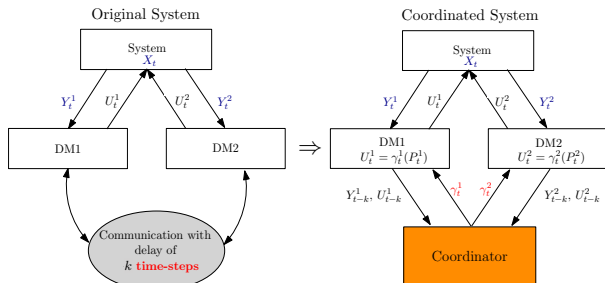 Original System
System
X_t
Y_t^1
U_t^1
U_t^2
Y_t^2
DM1
DM2
Communication with
delay of
k time-steps
⇒
Coordinated System
System
X_t
Y_t^1
U_t^1
U_t^2
Y_t^2
DM1
U_t^1 = γ_t^1(P_t^1)
DM2
U_t^2 = γ_t^2(P_t^2)
Y_{t-k}^1, U_{t-k}^1
γ_t^1
γ_t^2
Y_{t-k}^2, U_{t-k}^2
Coordinator